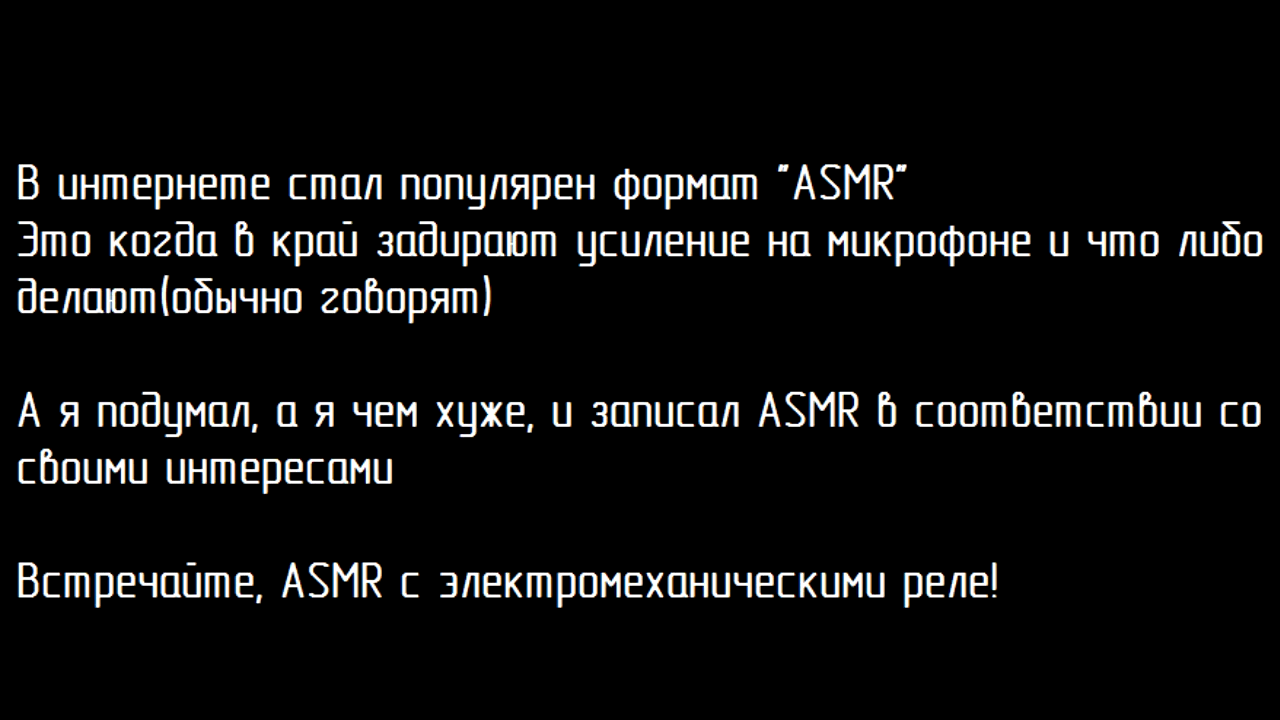 В интернете стал популярен формат "ASMR"
Это когда в край задирают усиление на микрофоне и что либо
делают(обычно говорят)
А я подумал, а я чем хуже, и записал ASMR в соответствии со
своими интересами
Встречайте, ASMR с электромеханическими реле!